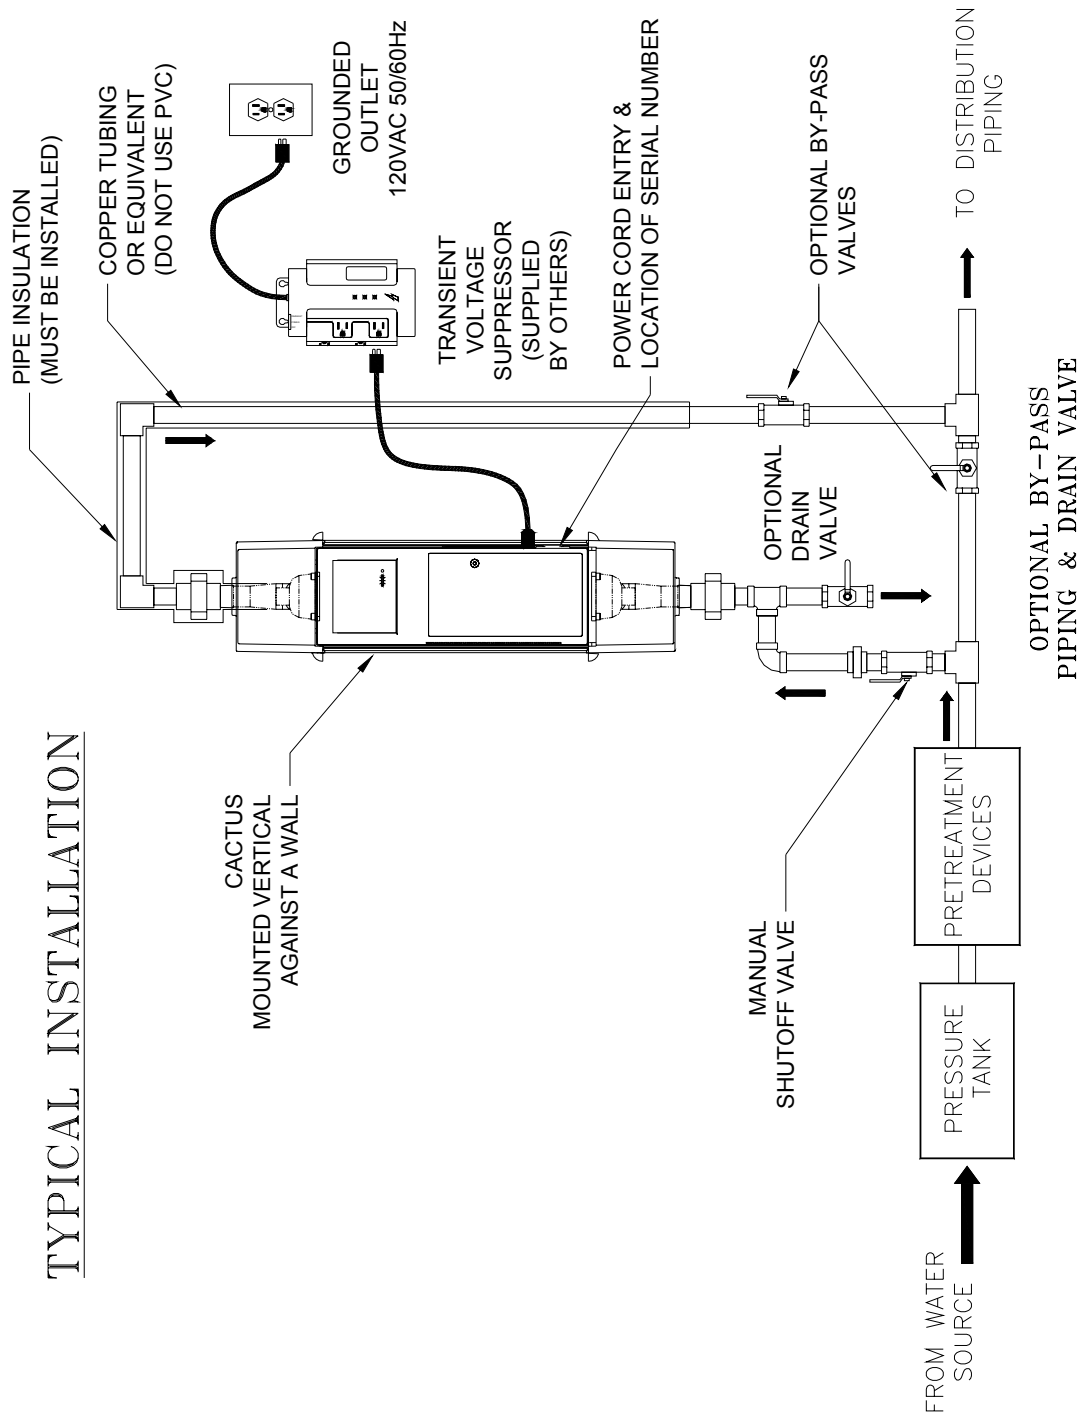 TYPICAL INSTALLATION
PIPE INSULATION
(MUST BE INSTALLED)
COPPER TUBING
OR EQUIVALENT
(DO NOT USE PVC)
GROUNDED
OUTLET
120VAC 50/60Hz
TRANSIENT
VOLTAGE
SUPPRESSOR
(SUPPLIED
BY OTHERS)
POWER CORD ENTRY &
LOCATION OF SERIAL NUMBER
CACTUS
MOUNTED VERTICAL
AGAINST A WALL
OPTIONAL
DRAIN
VALVE
OPTIONAL BY-PASS
VALVES
MANUAL
SHUTOFF VALVE
FROM WATER
SOURCE
PRESSURE
TANK
PRETREATMENT
DEVICES
TO DISTRIBUTION
PIPING
OPTIONAL BY-PASS
PIPING & DRAIN VALVE